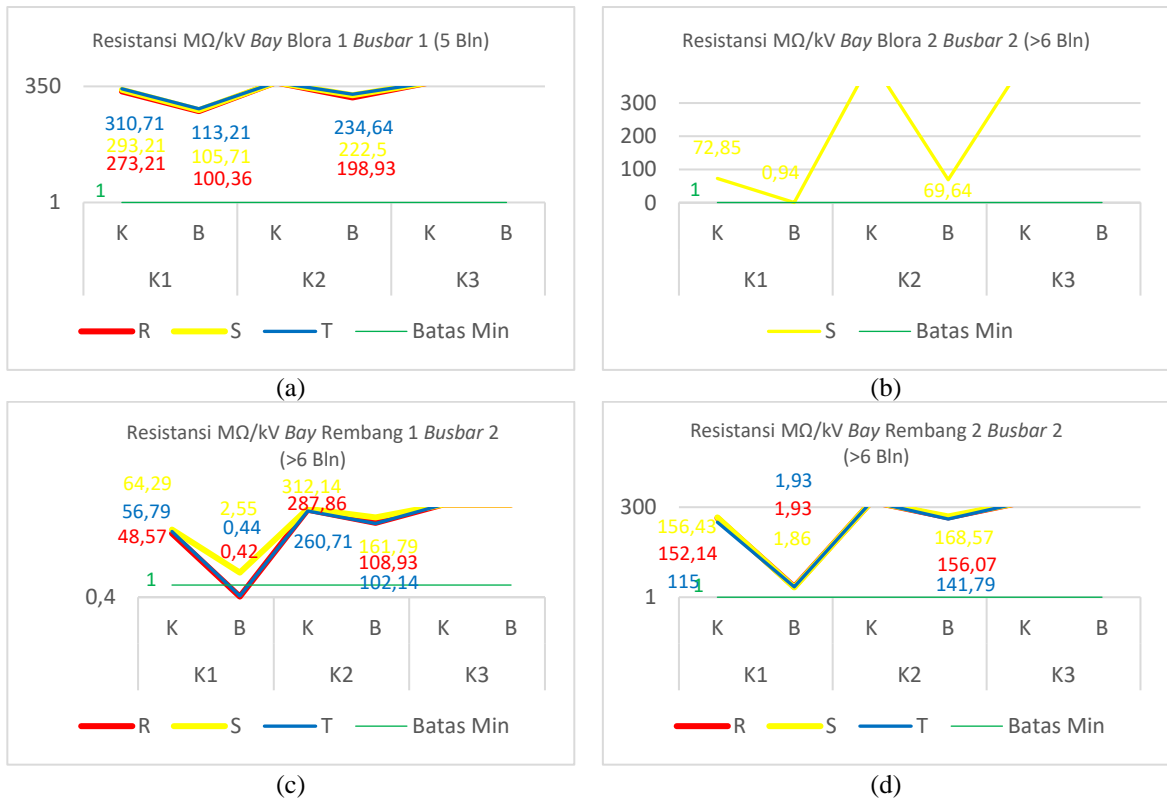 Resistansi MΩ/kV Bay Blora 1 Busbar 1 (5 Bln)
350
310,71
293,21
273,21
113,21
105,71
100,36
234,64
222,5
198,93
1
1
K B K B K B
K1 K2 K3
R S T Batas Min
(a)
Resistansi MΩ/kV Bay Blora 2 Busbar 2 (>6 Bln)
300
200
100
0
72,85
0,94
69,64
1
K B K B K B
K1 K2 K3
S Batas Min
(b)
Resistansi MΩ/kV Bay Rembang 1 Busbar 2
(>6 Bln)
64,29
56,79
48,57
2,55
0,44
0,42
312,14
287,86
260,71
161,79
108,93
102,14
1
0,4
K B K B K B
K1 K2 K3
R S T Batas Min
(c)
Resistansi MΩ/kV Bay Rembang 2 Busbar 2
(>6 Bln)
300
156,43
152,14
115
1,93
1,93
1,86
168,57
156,07
141,79
1
1
K B K B K B
K1 K2 K3
R S T Batas Min
(d)